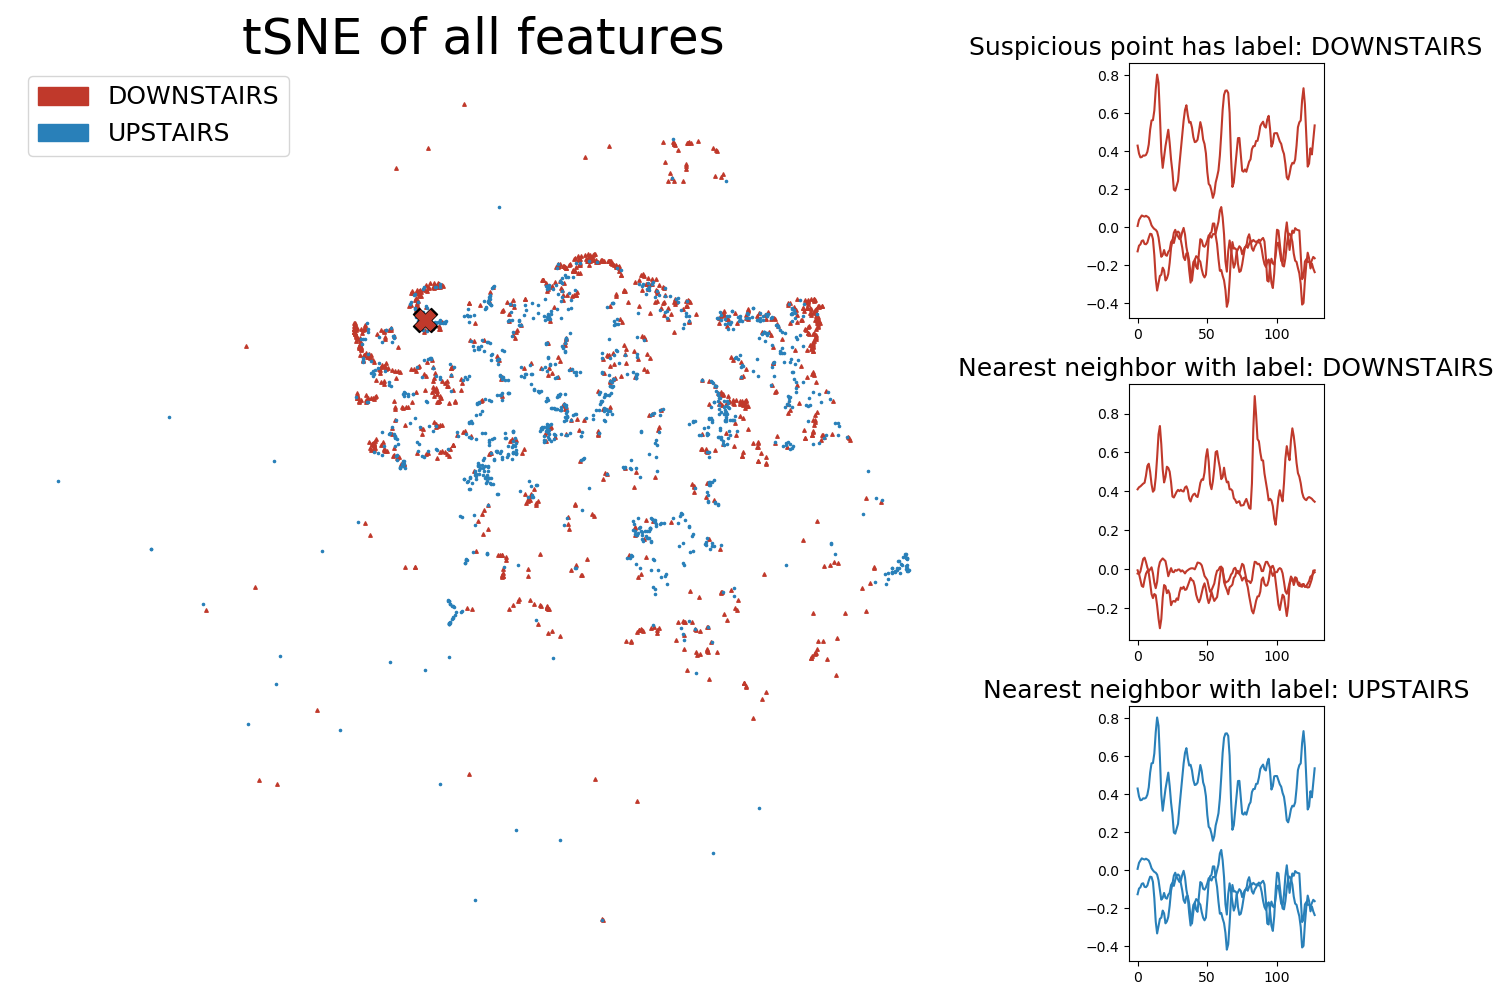 tSNE of all features
DOWNSTAIRS
UPSTAIRS
Suspicious point has label: DOWNSTAIRS
0.8
0.6
0.4
0.2
0.0
−0.2
−0.4
0 50 100
Nearest neighbor with label: DOWNSTAIRS
0.8
0.6
0.4
0.2
0.0
−0.2
0 50 100
Nearest neighbor with label: UPSTAIRS
0.8
0.6
0.4
0.2
0.0
−0.2
−0.4
0 50 100